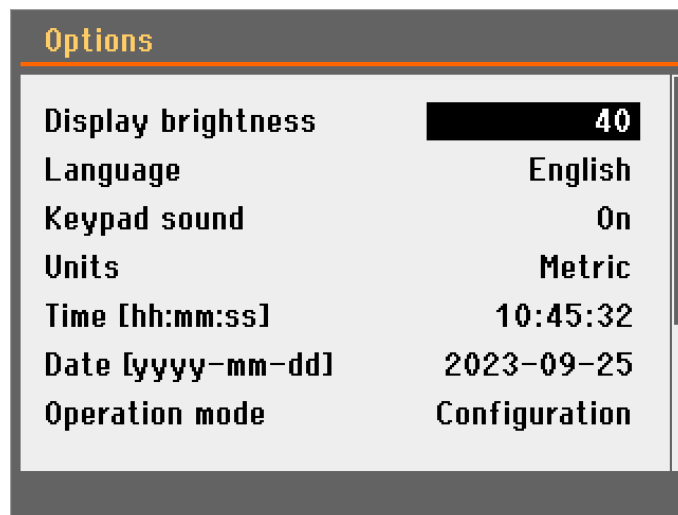 Options
Display brightness 40
Language English
Keypad sound On
Units Metric
Time [hh:mm:ss] 10:45:32
Date [yyyy-mm-dd] 2023-09-25
Operation mode Configuration